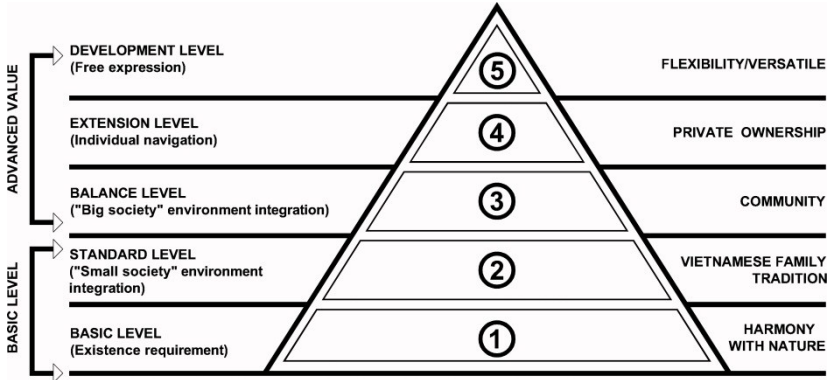 DEVELOPMENT LEVEL
(Free expression)
5
FLEXIBILITY/VERSATILE
EXTENSION LEVEL
(Individual navigation)
4
PRIVATE OWNERSHIP
BALANCE LEVEL
("Big society" environment integration)
3
COMMUNITY
ADVANCED VALUE
STANDARD LEVEL
("Small society" environment
integration)
2
VIETNAMESE FAMILY
TRADITION
BASIC LEVEL
(Existence requirement)
1
HARMONY
WITH NATURE
BASIC LEVEL